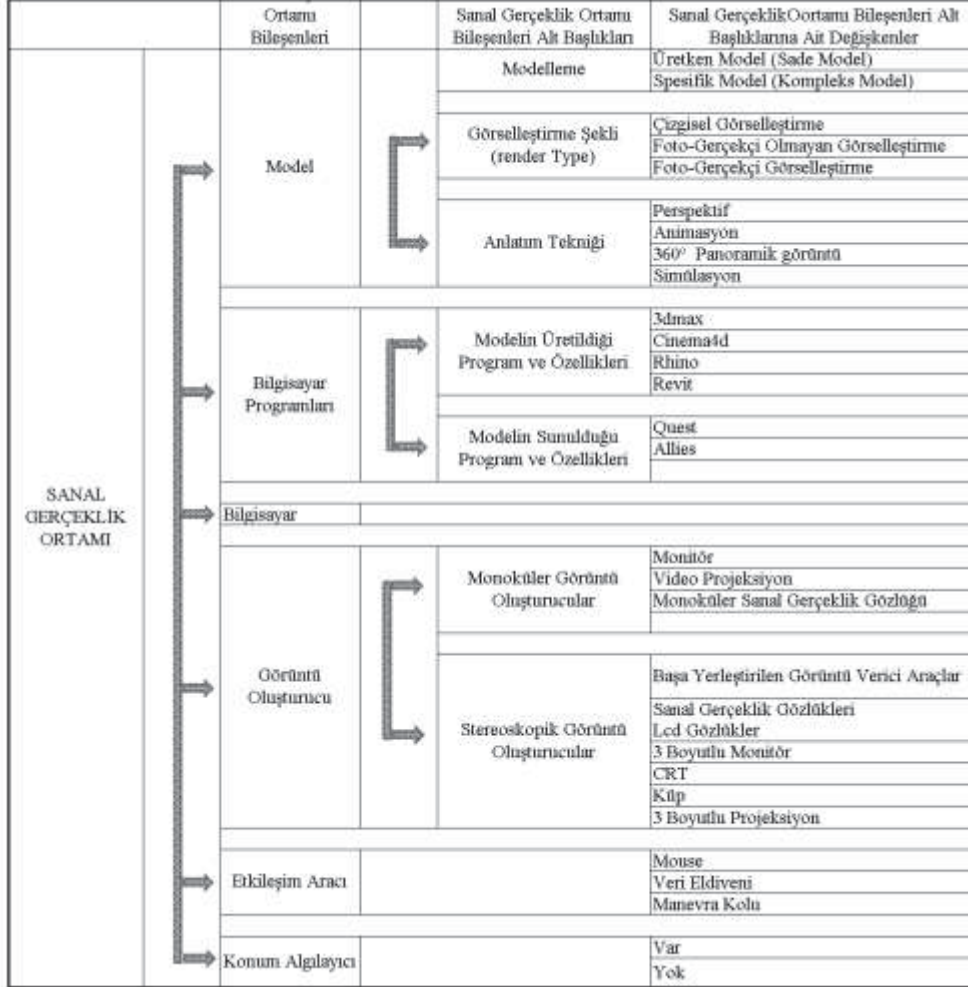 Ortamı
Bileşenleri
Sanal Gerçeklik Ortamı
Bileşenleri Alt Başlıkları
Sanal GerçeklikOortamı Bileşenleri Alt
Başlıklarına Ait Değişkenler
SANAL
GERÇEKLİK
ORTAMI
Model
Modelleme
Üretken Model (Sade Model)
Spesifik Model (Kompleks Model)
Görselleştirme Şekli
(render Type)
Çizgisel Görselleştirme
Foto-Gerçekçi Olmayan Görselleştirme
Foto-Gerçekçi Görselleştirme
Anlatım Tekniği
Perspektif
Animasyon
360° Panoramik görüntü
Simülasyon
Bilgisayar
Programları
Modelin Üretildiği
Program ve Özellikleri
3dmax
Cinema4d
Rhino
Revit
Modelin Sunulduğu
Program ve Özellikleri
Quest
Allies
Bilgisayar
Görüntü
Oluşturucu
Monoküler Görüntü
Oluşturucular
Monitör
Video Projeksiyon
Monoküler Sanal Gerçeklik Gözlüğü
Stereoskopik Görüntü
Oluşturucular
Başa Yerleştirilen Görüntü Verici Araçlar
Sanal Gerçeklik Gözlükleri
Lcd Gözlükler
3 Boyutlu Monitör
CRT
Küp
3 Boyutlu Projeksiyon
Etkileşim Aracı
Mouse
Veri Eldiveni
Manevra Kolu
Konum Algılayıcı
Var
Yok